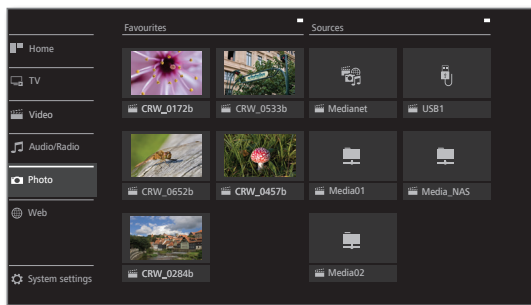 Favourites
Sources
Home
TV
Video
Audio/Radio
Photo
Web
System settings
CRW_0172b
CRW_0533b
Medianet
USB1
CRW_0652b
CRW_0457b
Media01
Media_NAS
CRW_0284b
Media02